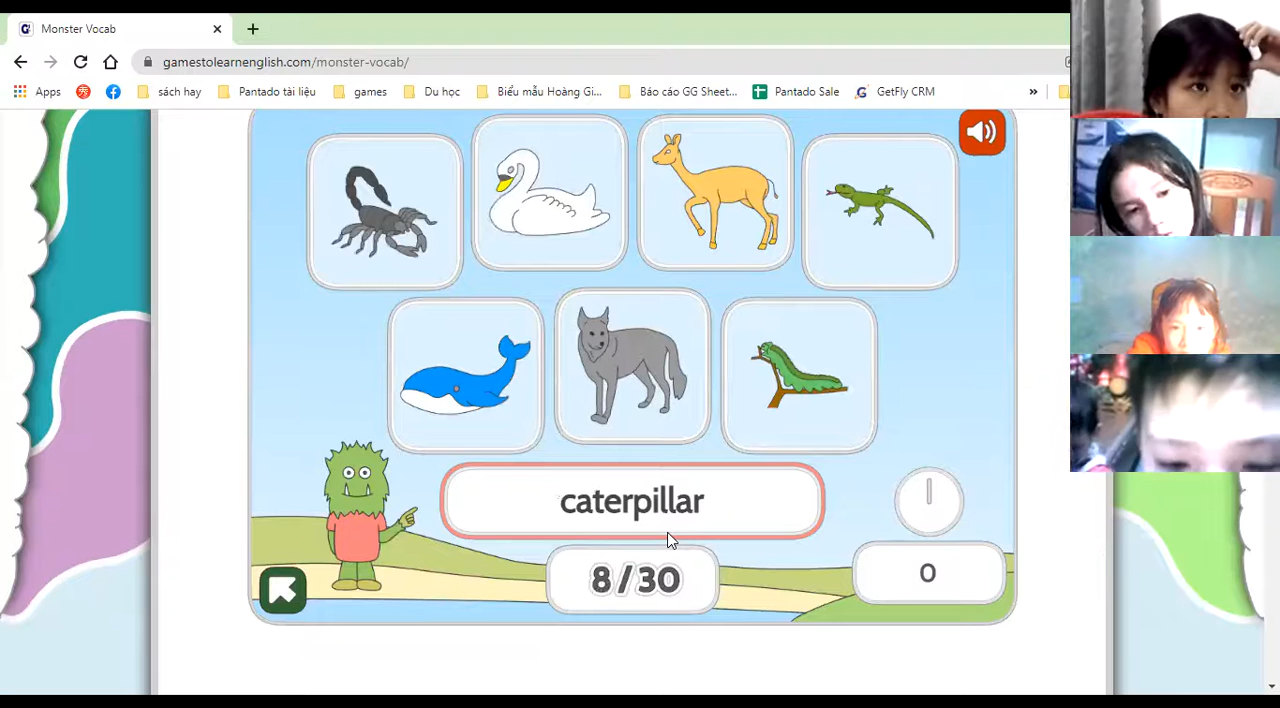 Monster Vocab
gamestolearnenglish.com/monster-vocab/
Apps
sách hay
Pantado tài liệu
games
Du học
Biểu mẫu Hoàng Gi...
Báo cáo GG Sheet...
Pantado Sale
GetFly CRM
»
caterpillar
8/30
0